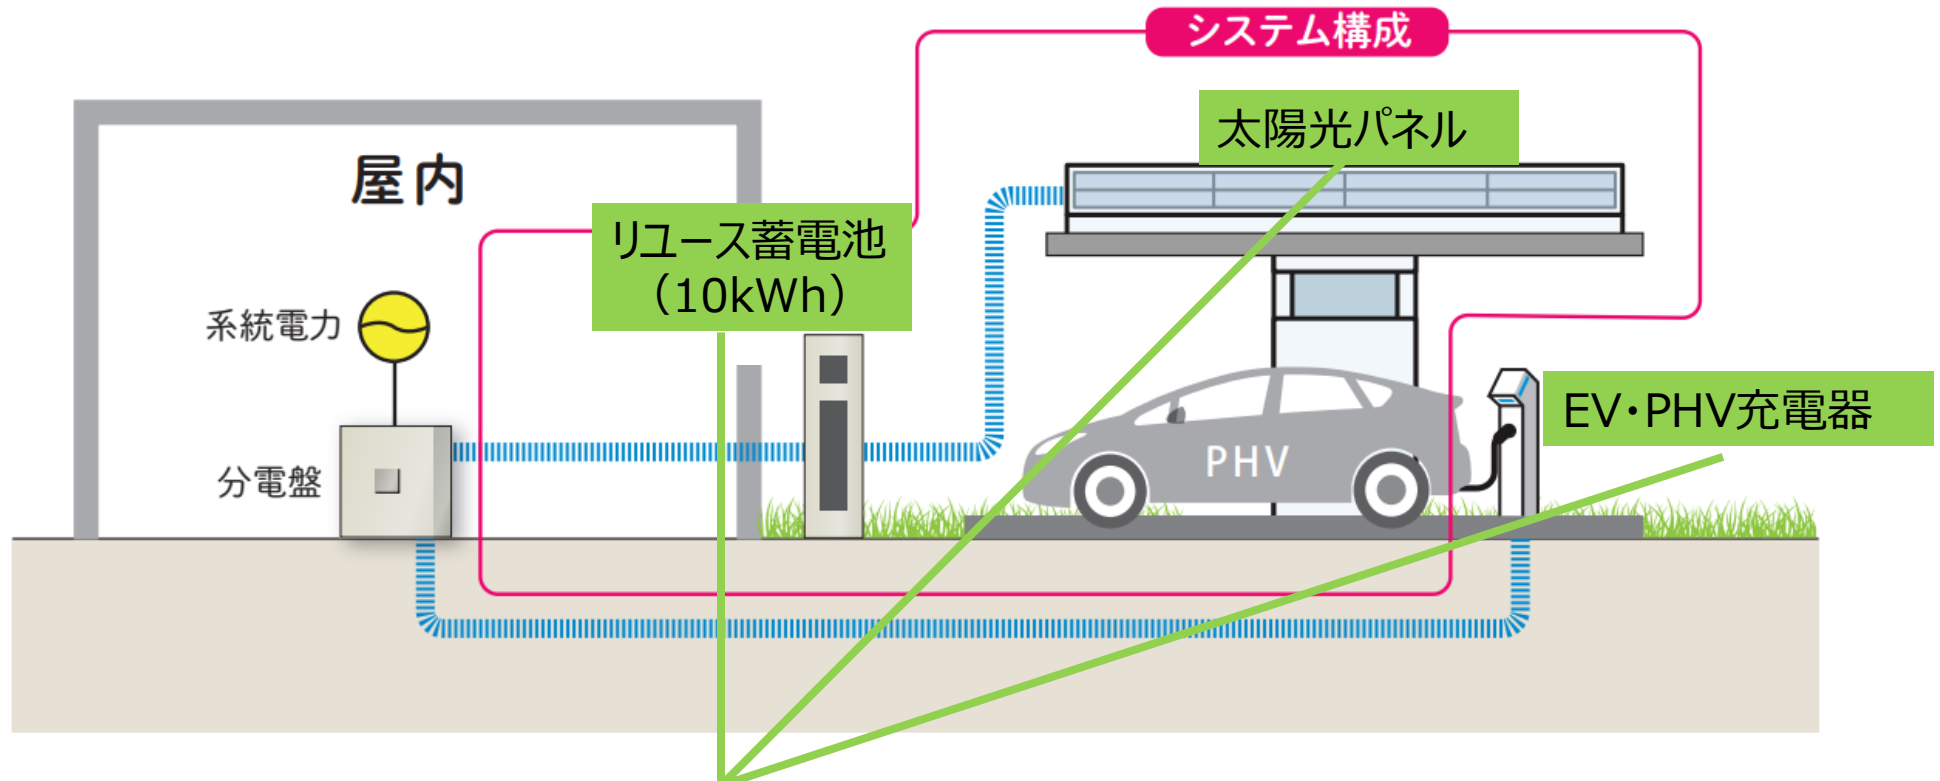 システム構成
太陽光パネル
屋内
リユース蓄電池
（10kWh）
系統電力
EV・PHV充電器
PHV
分電盤